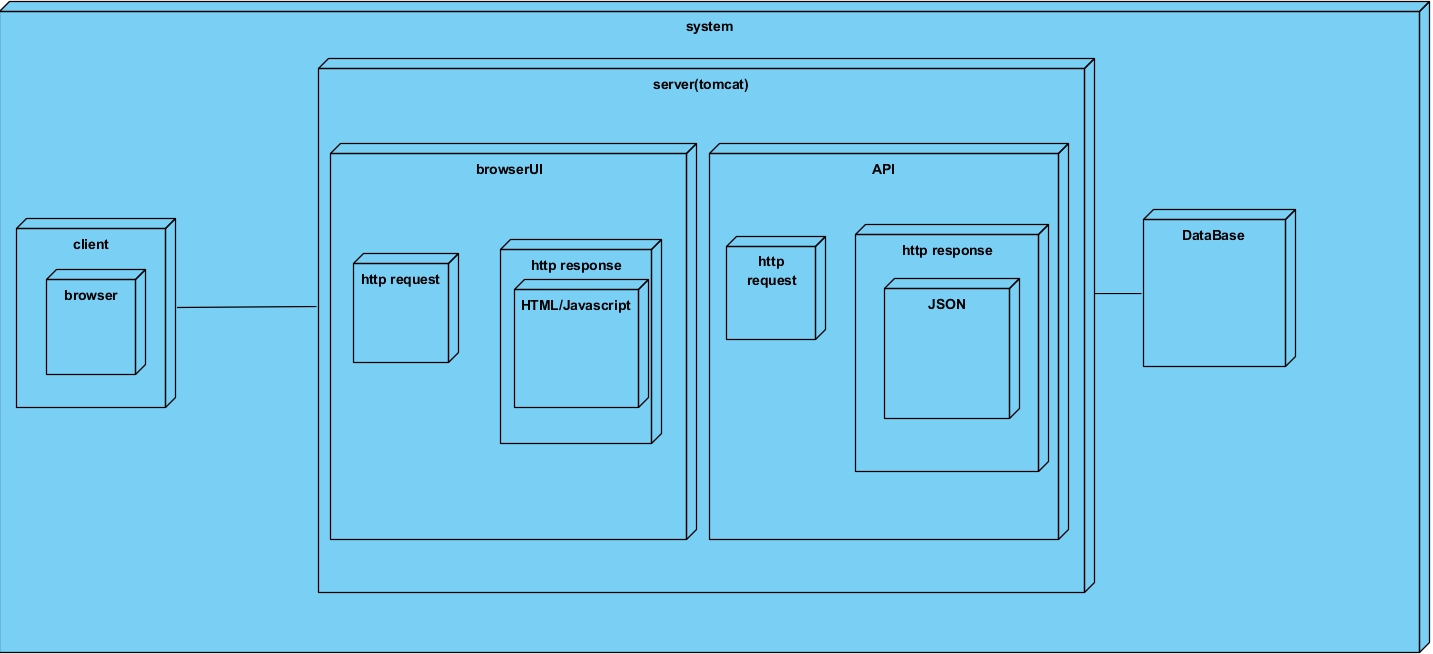 system
server(tomcat)
browserUI
API
client
browser
http request
http response
HTML/Javascript
http
request
http response
JSON
DataBase